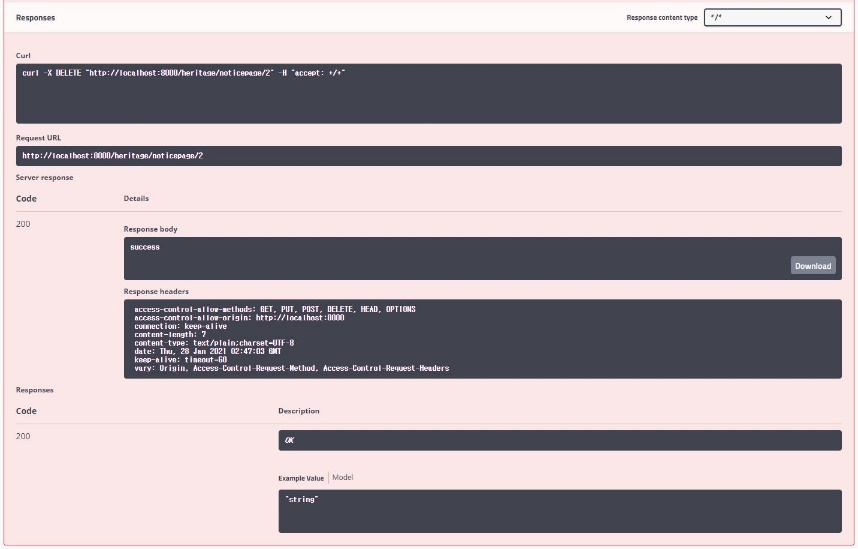 Responses
Response content type */*
Curl
curl -X DELETE "http://localhost:8000/heritage/noticepage/2" -H "accept: */*"
Request URL
http://localhost:8000/heritage/noticepage/2
Server response
Code Details
200
Response body
success
Download
Response headers
access-control-allow-methods: GET, PUT, POST, DELETE, HEAD, OPTIONS
access-control-allow-origin: http://localhost:8000
connection: keep-alive
content-length: 7
content-type: text/plain;charset=UTF-8
date: Thu, 28 Jan 2021 02:47:03 GMT
keep-alive: timeout=60
vary: Origin, Access-Control-Request-Method, Access-Control-Request-Headers
Responses
Code Description
200
OK
Example Value Model
"string"